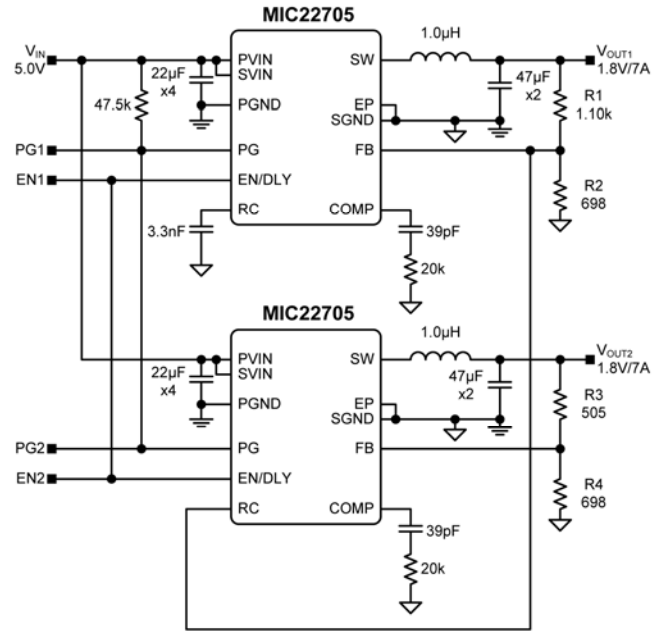 MIC22705
V_IN
5.0V
22µF
x4
47.5k
PVIN
SVIN
PGND
SW
1.0µH
47µF
x2
V_OUT1
1.8V/7A
R1
1.10k
EP
SGND
PG1
PG
FB
EN1
EN/DLY
R2
698
RC
COMP
3.3nF
39pF
20k
MIC22705
22µF
x4
PVIN
SVIN
PGND
SW
1.0µH
47µF
x2
V_OUT2
1.8V/7A
R3
505
EP
SGND
PG2
PG
FB
EN2
EN/DLY
R4
698
RC
COMP
39pF
20k